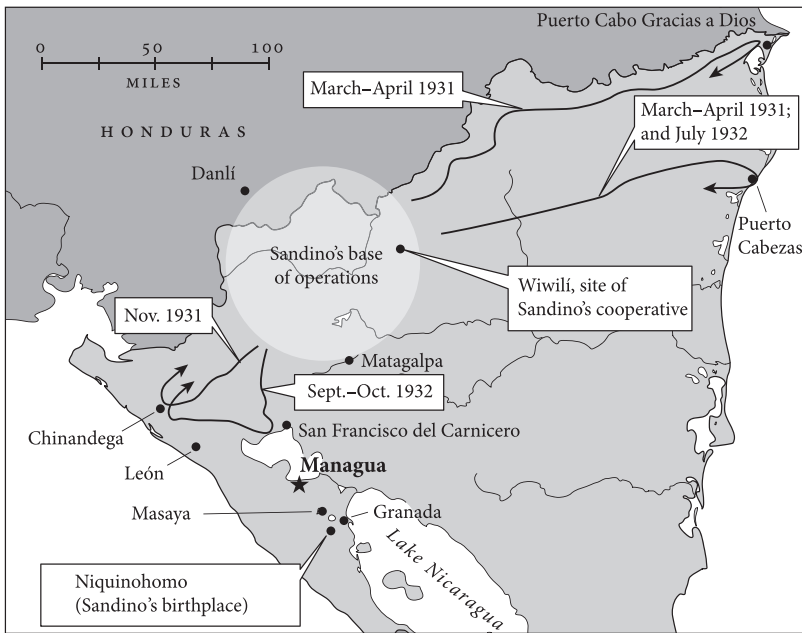 Puerto Cabo Gracias a Dios
0 50 100
MILES
March–April 1931
HONDURAS
March–April 1931;
and July 1932
Danlí
Puerto
Cabezas
Sandino's base
of operations
Wiwilí, site of
Sandino's cooperative
Nov. 1931
Matagalpa
Sept.–Oct. 1932
Chinandega
San Francisco del Carnicero
León
Managua
Masaya
Granada
Lake Nicaragua
Niquinohomo
(Sandino's birthplace)